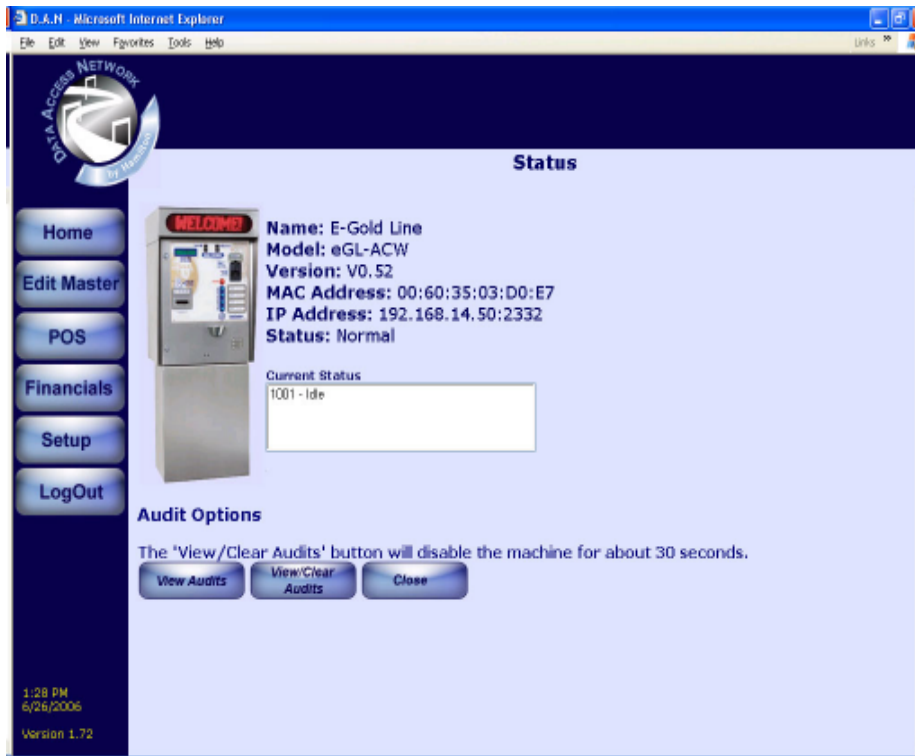 D.A.N - Microsoft Internet Explorer
File Edit View Favorites Tools Help
Links »
DATA ACCESS NETWORK
by Hamilton
Status
Home
Edit Master
POS
Financials
Setup
LogOut
WELCOME!
Name: E-Gold Line
Model: eGL-ACW
Version: V0.52
MAC Address: 00:60:35:03:D0:E7
IP Address: 192.168.14.50:2332
Status: Normal
Current Status
1001 - Idle
Audit Options
The 'View/Clear Audits' button will disable the machine for about 30 seconds.
View Audits
View/Clear
Audits
Close
1:28 PM
6/26/2006
Version 1.72